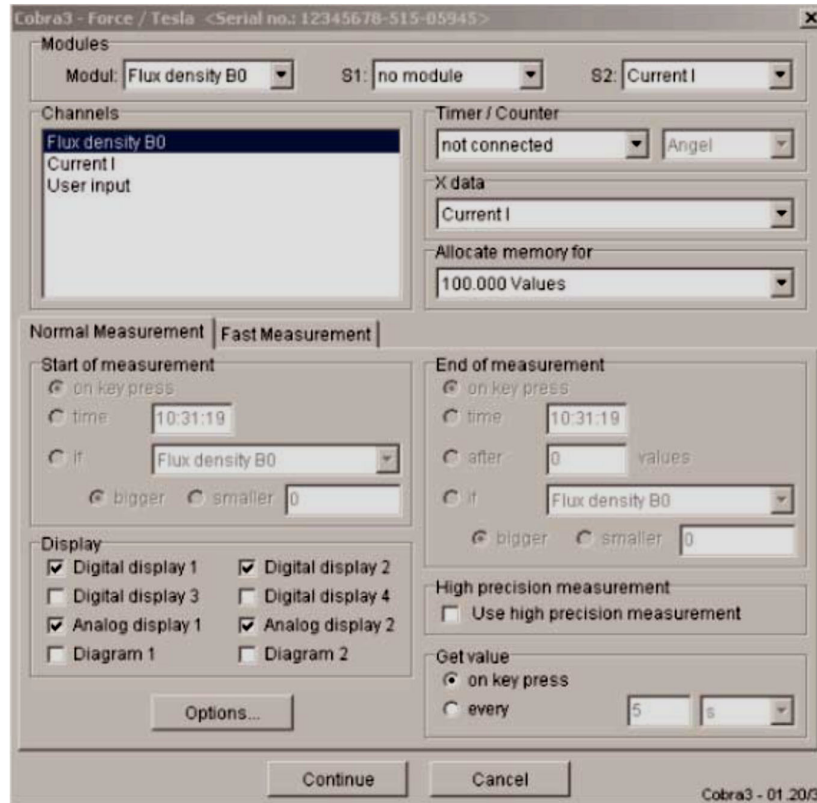 Cobra3 - Force / Tesla <Serial no.: 12345678-515-05945>
Modules
Modul: Flux density B0 S1: no module S2: Current I
Channels
Flux density B0
Current I
User input
Timer / Counter
not connected Angel
X data
Current I
Allocate memory for
100.000 Values
Normal Measurement Fast Measurement
Start of measurement
on key press
time 10:31:19
if Flux density B0
bigger smaller 0
End of measurement
on key press
time 10:31:19
after 0 values
if Flux density B0
bigger smaller 0
Display
Digital display 1 Digital display 2
Digital display 3 Digital display 4
Analog display 1 Analog display 2
Diagram 1 Diagram 2
Options...
High precision measurement
Use high precision measurement
Get value
on key press
every 5 s
Continue Cancel
Cobra3 - 01.20/3